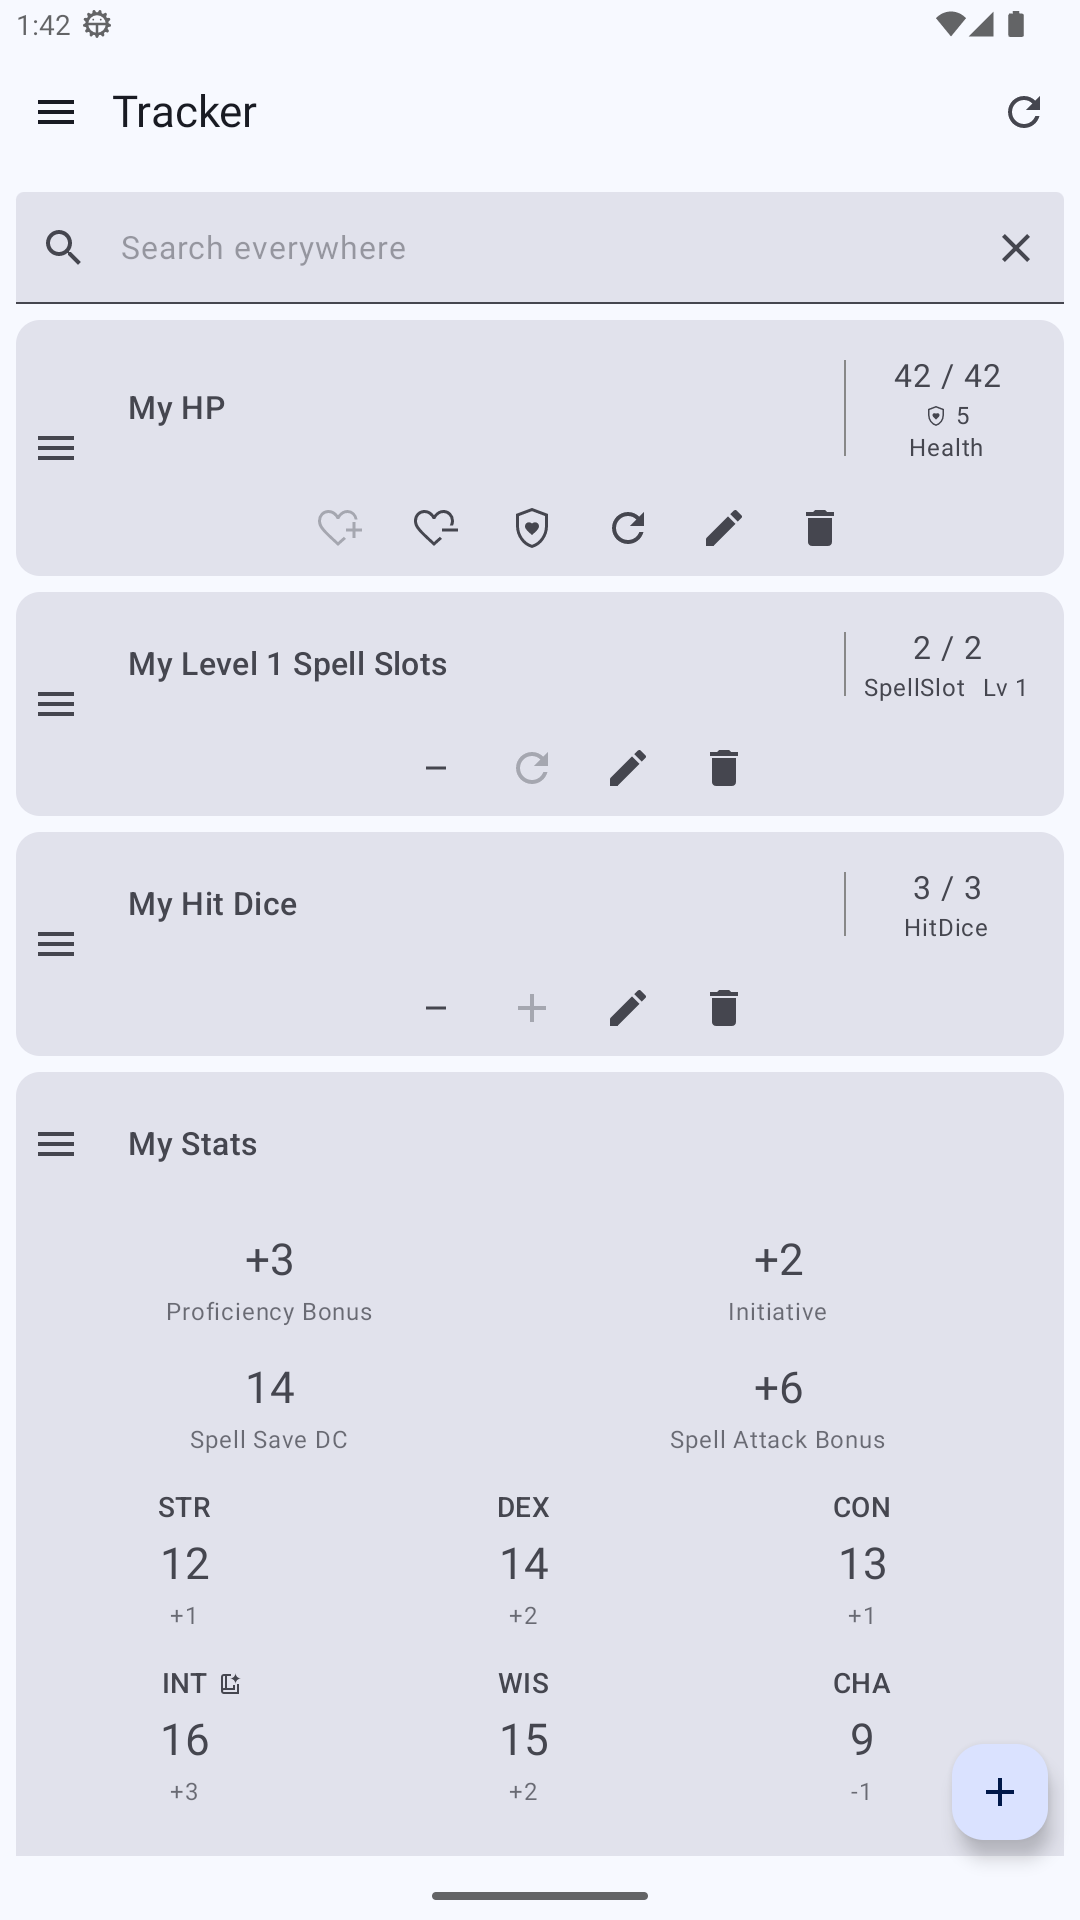 1:42
Tracker
Search everywhere
My HP
42 / 42
5
Health
My Level 1 Spell Slots
2 / 2
SpellSlot Lv 1
My Hit Dice
3 / 3
HitDice
My Stats
+3 +2
Proficiency Bonus Initiative
14 +6
Spell Save DC Spell Attack Bonus
STR DEX CON
12 14 13
+1 +2 +1
INT WIS CHA
16 15 9
+3 +2 -1